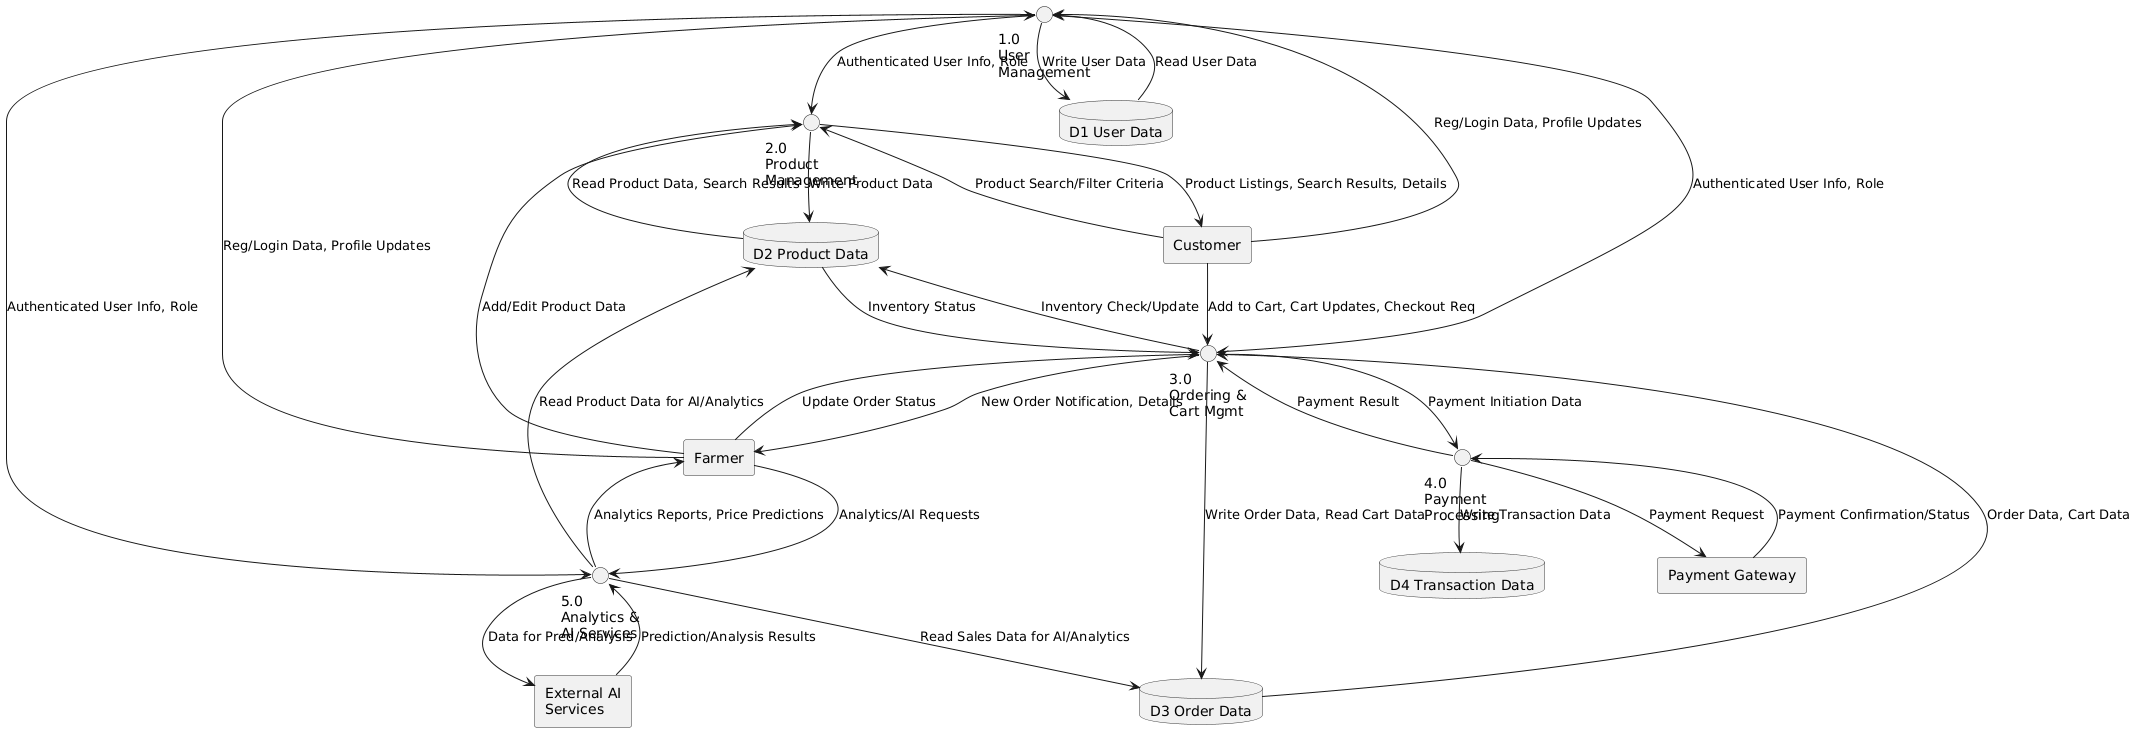 1.0
User
Management
Authenticated User Info, Role
Write User Data
Read User Data
D1 User Data
Reg/Login Data, Profile Updates
2.0
Product
Management
Read Product Data, Search Results
Write Product Data
Product Search/Filter Criteria
Product Listings, Search Results, Details
Authenticated User Info, Role
Reg/Login Data, Profile Updates
D2 Product Data
Customer
Authenticated User Info, Role
Add/Edit Product Data
Inventory Status
Inventory Check/Update
Add to Cart, Cart Updates, Checkout Req
3.0
Ordering &
Cart Mgmt
Read Product Data for AI/Analytics
Update Order Status
New Order Notification, Details
Payment Result
Payment Initiation Data
Farmer
4.0
Payment
Processing
Analytics Reports, Price Predictions
Analytics/AI Requests
Write Order Data, Read Cart Data
Write Transaction Data
Payment Request
Payment Confirmation/Status
Order Data, Cart Data
D4 Transaction Data
Payment Gateway
5.0
Analytics &
AI Services
Data for Pred/Analysis
Prediction/Analysis Results
Read Sales Data for AI/Analytics
External AI
Services
D3 Order Data